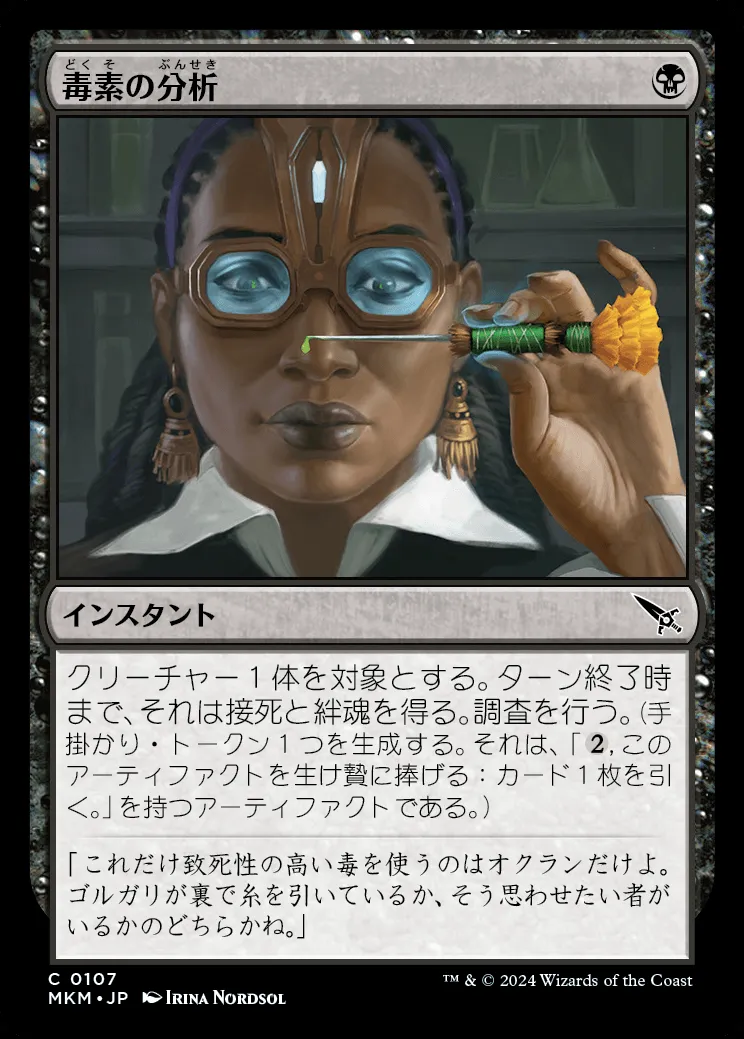 どくそ ぶんせき
毒素の分析
インスタント
クリーチャー1体を対象とする。ターン終了時
まで、それは接死と絆魂を得る。調査を行う。(手
掛かり・トークン1つを生成する。それは、「2,この
アーティファクトを生け贄に捧げる:カード1枚を引
く。」を持つアーティファクトである。)
「これだけ致死性の高い毒を使うのはオクランだけよ。
ゴルガリが裏で糸を引いているか、そう思わせたい者が
いるかのどちらかね。」
C 0107
MKM • JP Irina Nordsol
™ & © 2024 Wizards of the Coast